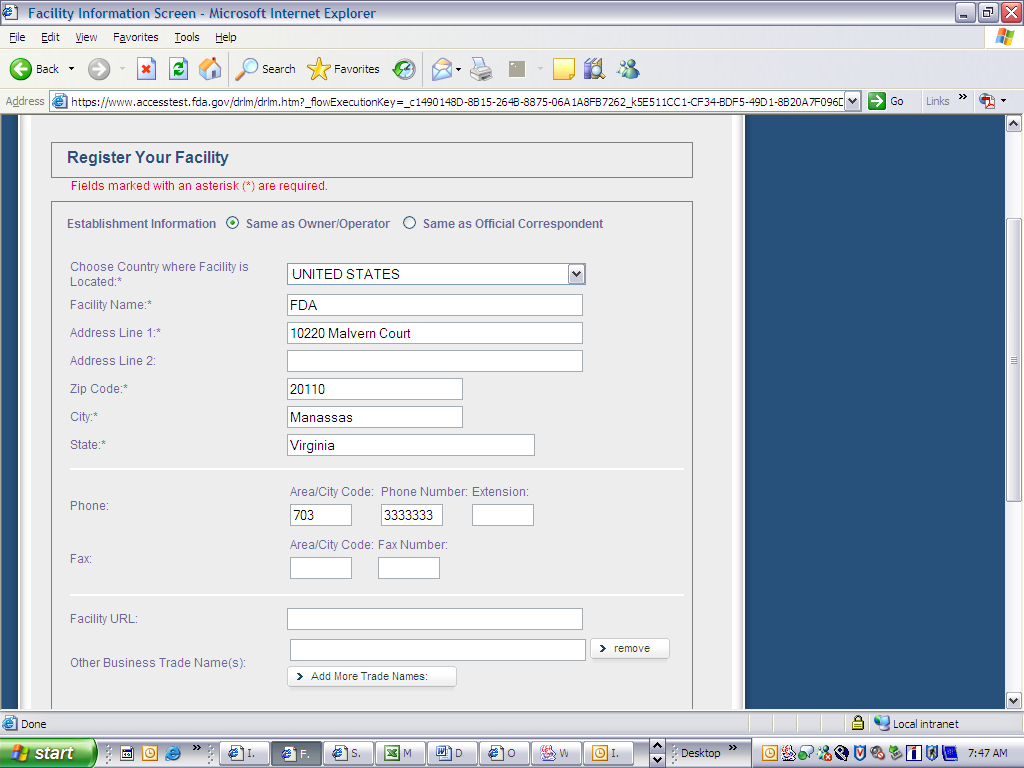 Facility Information Screen - Microsoft Internet Explorer
File Edit View Favorites Tools Help
Back Search Favorites
Address https://www.accesstest.fda.gov/drlm/drlm.htm?_flowExecutionKey=_c1490148D-8B15-264B-8875-06A1A8FB7262_k5E511CC1-CF34-BDF5-49D1-8B20A7F096D Go Links »
Register Your Facility
Fields marked with an asterisk (*) are required.
Establishment Information Same as Owner/Operator Same as Official Correspondent
Choose Country where Facility is
Located:* UNITED STATES
Facility Name:* FDA
Address Line 1:* 10220 Malvern Court
Address Line 2:
Zip Code:* 20110
City:* Manassas
State:* Virginia
Area/City Code: Phone Number: Extension:
Phone: 703 3333333
Area/City Code: Fax Number:
Fax:
Facility URL:
remove
Other Business Trade Name(s):
Add More Trade Names:
Done Local intranet
start » I. F. S. M D O W I. Desktop » 7:47 AM